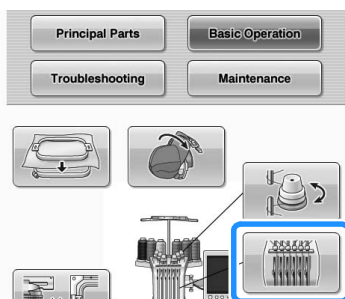 Principal Parts
Basic Operation
Troubleshooting
Maintenance